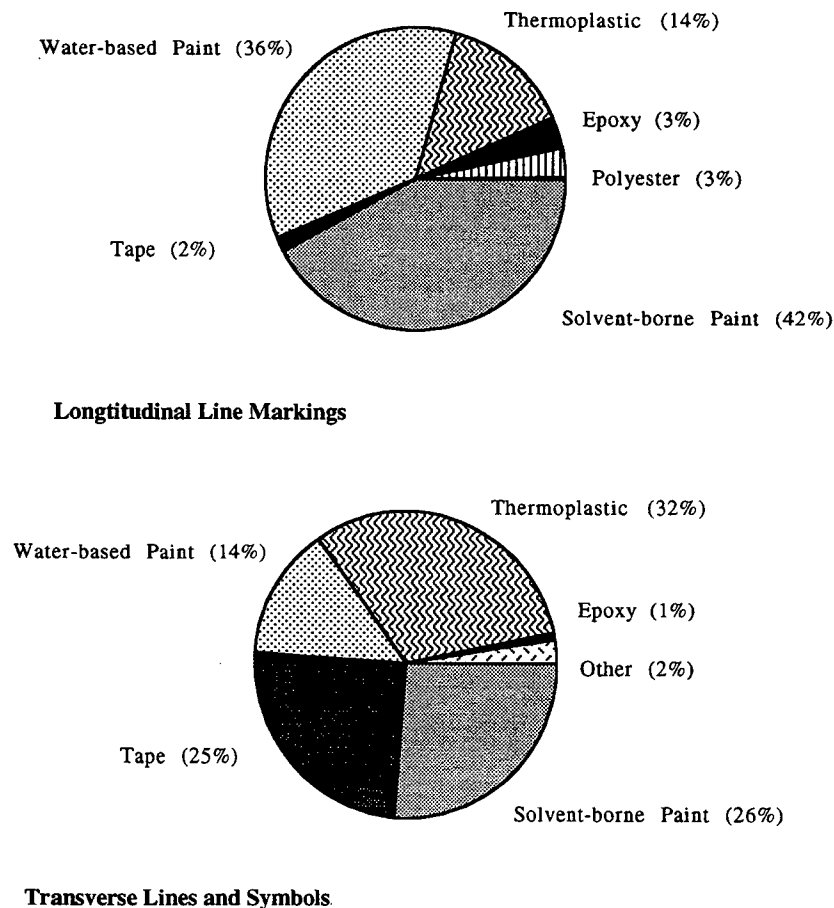 Thermoplastic (14%)
Water-based Paint (36%)
Epoxy (3%)
Polyester (3%)
Tape (2%)
Solvent-borne Paint (42%)
Longtitudinal Line Markings
Thermoplastic (32%)
Water-based Paint (14%)
Epoxy (1%)
Other (2%)
Tape (25%)
Solvent-borne Paint (26%)
Transverse Lines and Symbols